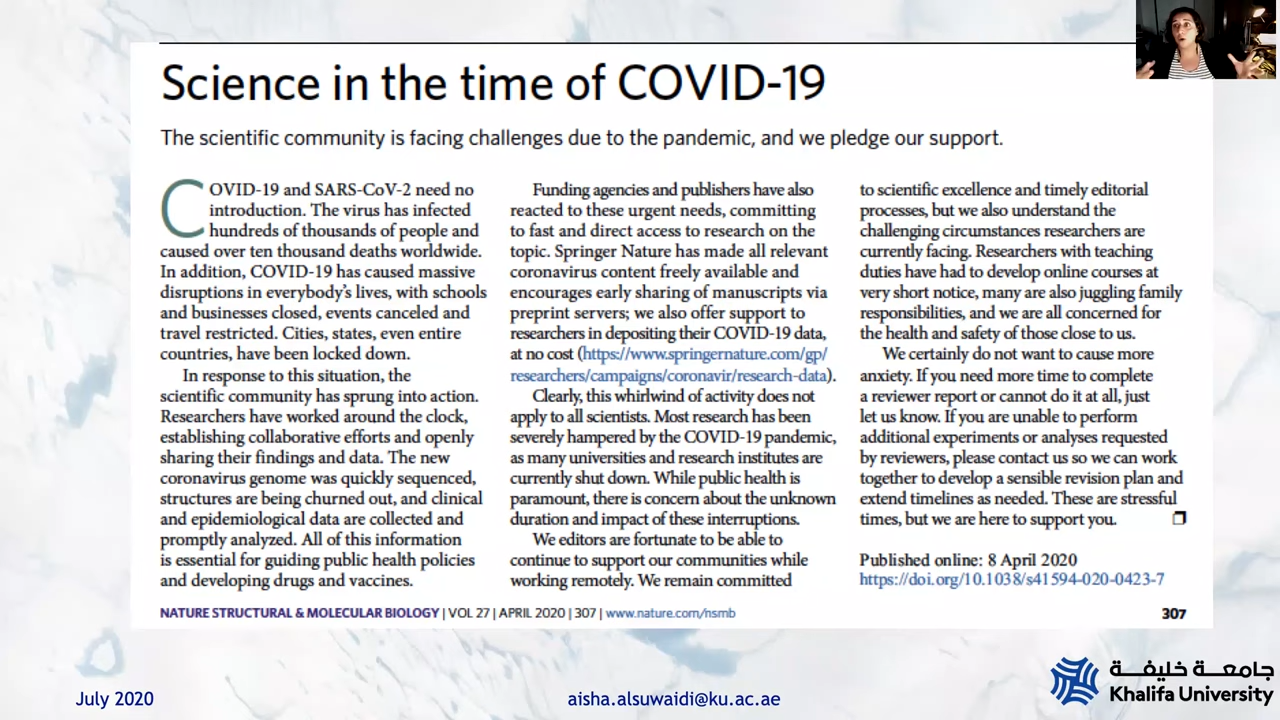 Science in the time of COVID-19
The scientific community is facing challenges due to the pandemic, and we pledge our support.
COVID-19 and SARS-CoV-2 need no
introduction. The virus has infected
hundreds of thousands of people and
caused over ten thousand deaths worldwide.
In addition, COVID-19 has caused massive
disruptions in everybody's lives, with schools
and businesses closed, events canceled and
travel restricted. Cities, states, even entire
countries, have been locked down.
In response to this situation, the
scientific community has sprung into action.
Researchers have worked around the clock,
establishing collaborative efforts and openly
sharing their findings and data. The new
coronavirus genome was quickly sequenced,
structures are being churned out, and clinical
and epidemiological data are collected and
promptly analyzed. All of this information
is essential for guiding public health policies
and developing drugs and vaccines.
Funding agencies and publishers have also
reacted to these urgent needs, committing
to fast and direct access to research on the
topic. Springer Nature has made all relevant
coronavirus content freely available and
encourages early sharing of manuscripts via
preprint servers; we also offer support to
researchers in depositing their COVID-19 data,
at no cost (https://www.springernature.com/gp/
researchers/campaigns/coronavir/research-data).
Clearly, this whirlwind of activity does not
apply to all scientists. Most research has been
severely hampered by the COVID-19 pandemic,
as many universities and research institutes are
currently shut down. While public health is
paramount, there is concern about the unknown
duration and impact of these interruptions.
We editors are fortunate to be able to
continue to support our communities while
working remotely. We remain committed
to scientific excellence and timely editorial
processes, but we also understand the
challenging circumstances researchers are
currently facing. Researchers with teaching
duties have had to develop online courses at
very short notice, many are also juggling family
responsibilities, and we are all concerned for
the health and safety of those close to us.
We certainly do not want to cause more
anxiety. If you need more time to complete
a reviewer report or cannot do it at all, just
let us know. If you are unable to perform
additional experiments or analyses requested
by reviewers, please contact us so we can work
together to develop a sensible revision plan and
extend timelines as needed. These are stressful
times, but we are here to support you.
Published online: 8 April 2020
https://doi.org/10.1038/s41594-020-0423-7
NATURE STRUCTURAL & MOLECULAR BIOLOGY | VOL 27 | APRIL 2020 | 307 | www.nature.com/nsmb
307
July 2020
aisha.alsuwaidi@ku.ac.ae
جامعة خليفة
Khalifa University